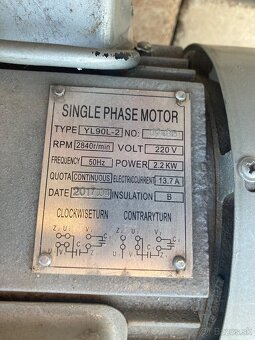 SINGLE PHASE MOTOR
TYPE YL90L-2 NO:
RPM 2840r/min VOLT 220 V
FREQUENCY 50Hz POWER 2.2 KW
QUOTA CONTINUOUS ELECTRICCURRENT 13.7 A
DATE INSULATION B
CLOCKWISETURN CONTRARYTURN